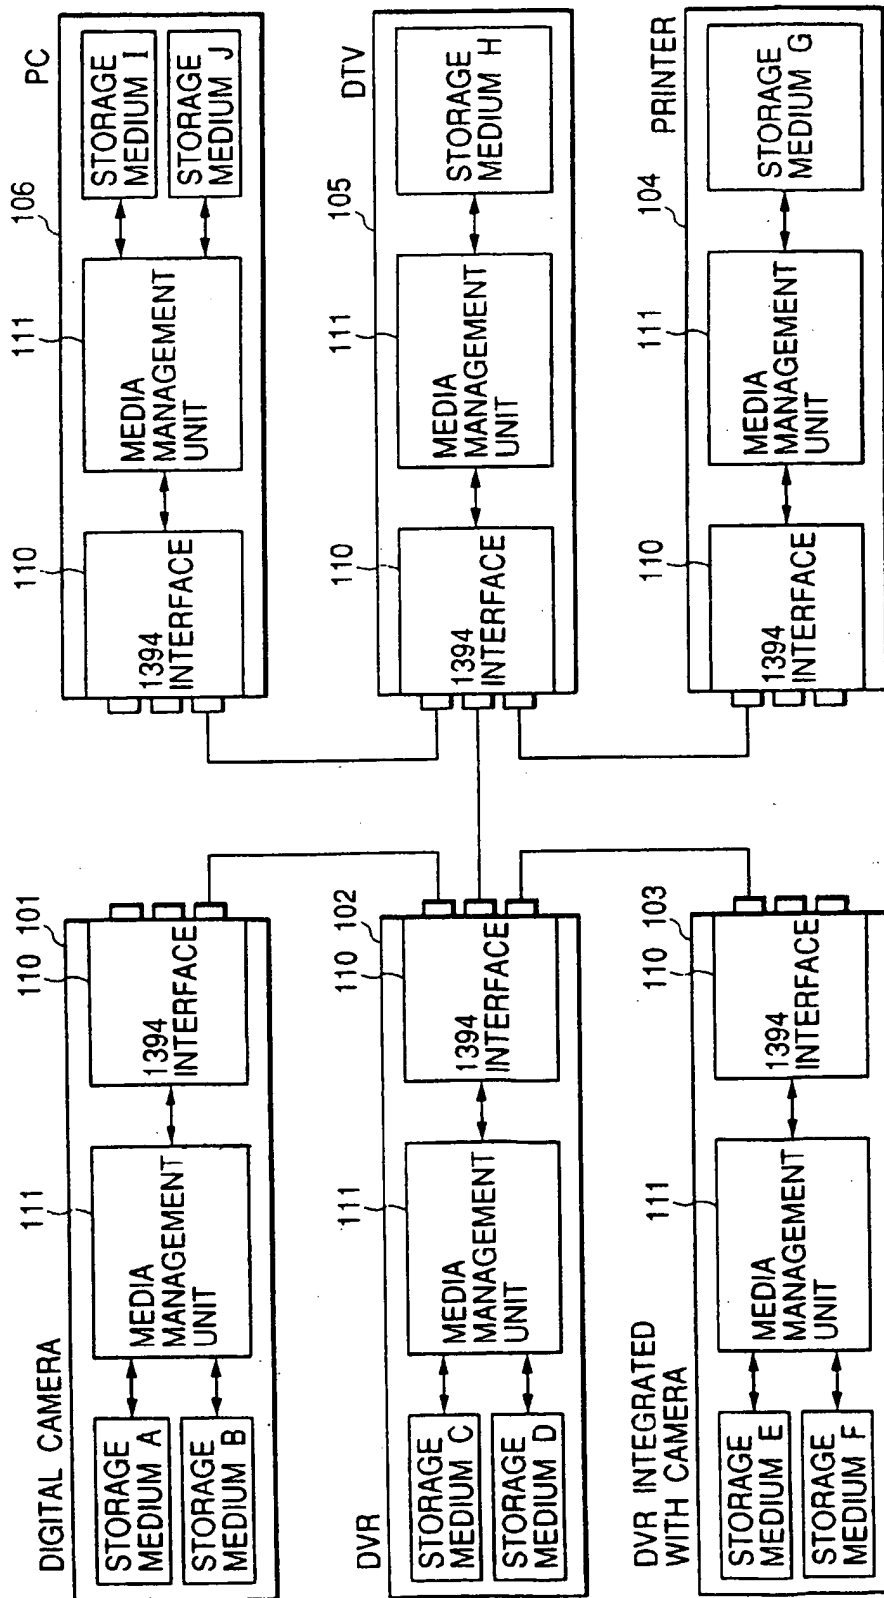 DIGITAL CAMERA
101
STORAGE
MEDIUM A
STORAGE
MEDIUM B
111
MEDIA
MANAGEMENT
UNIT
110
1394
INTERFACE
PC
106
110
1394
INTERFACE
111
MEDIA
MANAGEMENT
UNIT
STORAGE
MEDIUM I
STORAGE
MEDIUM J
DVR
102
STORAGE
MEDIUM C
STORAGE
MEDIUM D
111
MEDIA
MANAGEMENT
UNIT
110
1394
INTERFACE
DTV
105
110
1394
INTERFACE
111
MEDIA
MANAGEMENT
UNIT
STORAGE
MEDIUM H
DVR INTEGRATED
WITH CAMERA
103
STORAGE
MEDIUM E
STORAGE
MEDIUM F
111
MEDIA
MANAGEMENT
UNIT
110
1394
INTERFACE
PRINTER
104
110
1394
INTERFACE
111
MEDIA
MANAGEMENT
UNIT
STORAGE
MEDIUM G